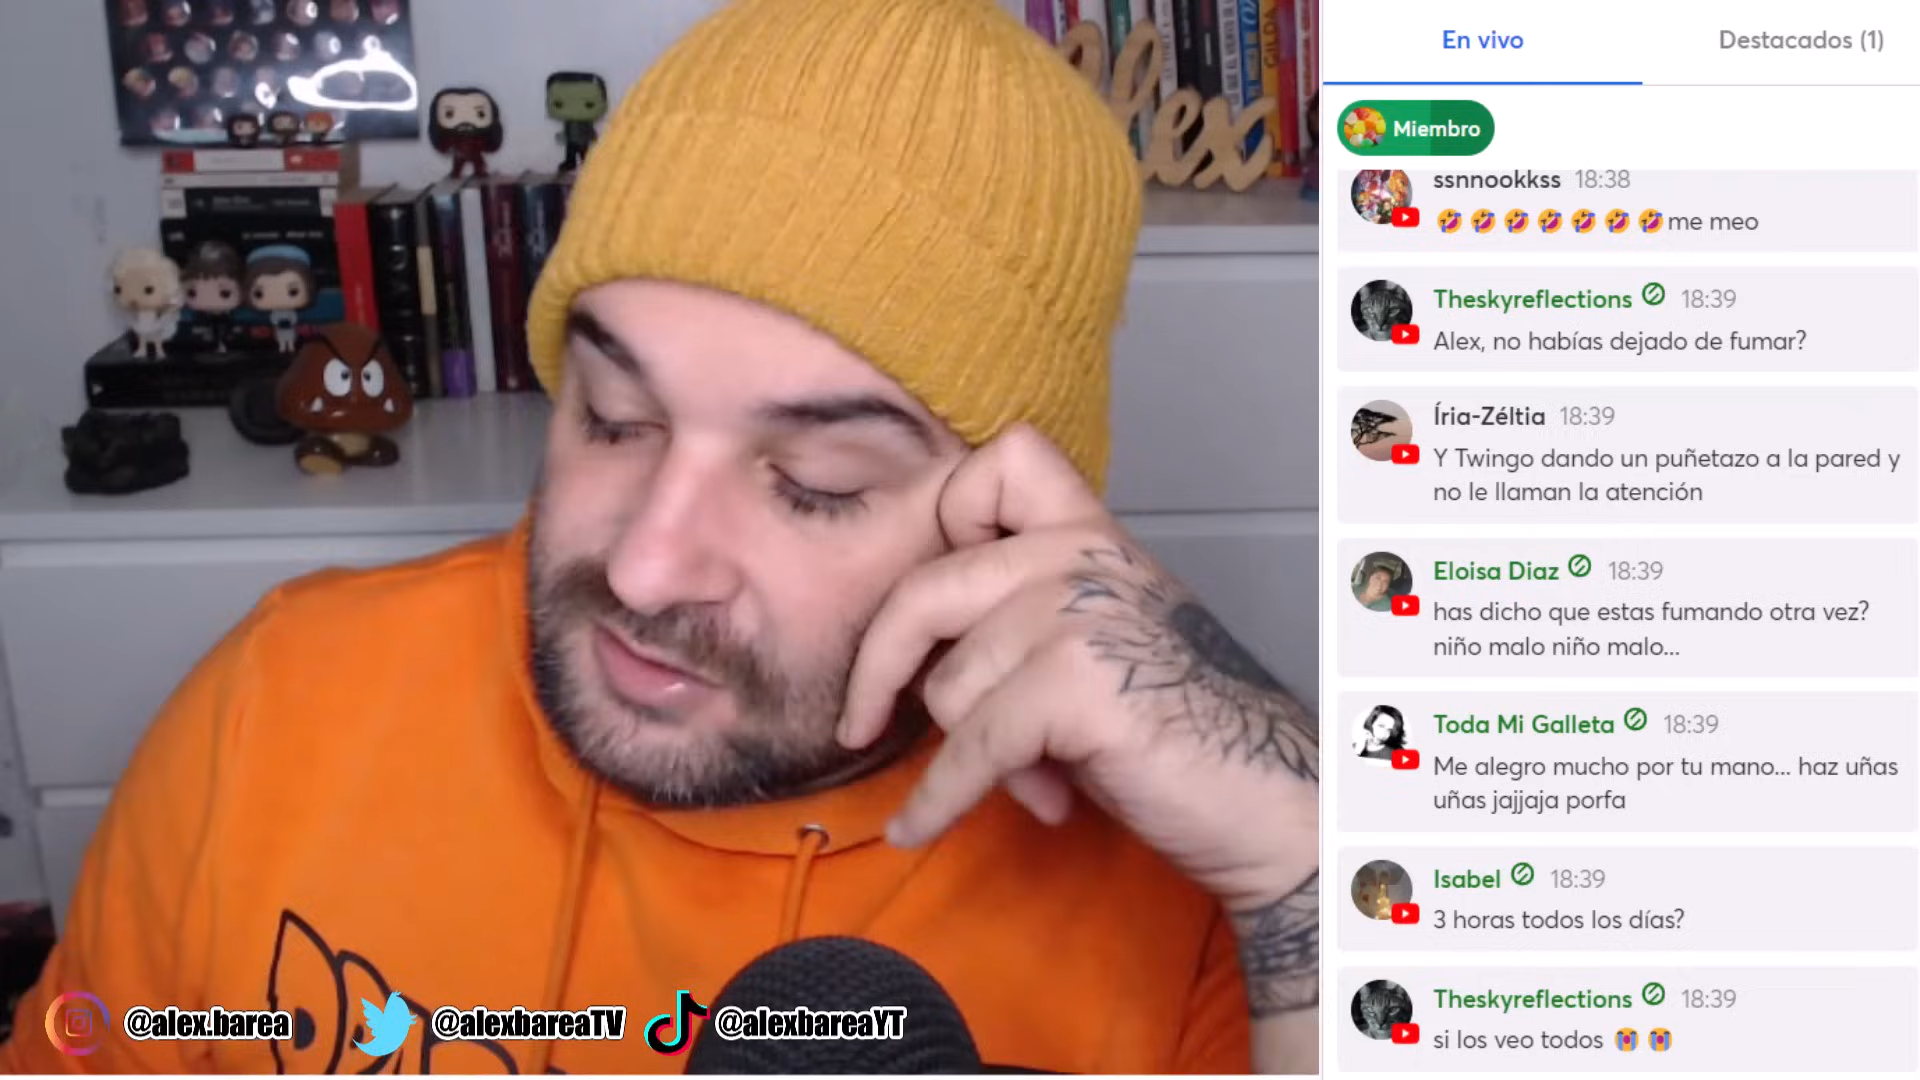 alex
GILDA
En vivo
Destacados (1)
Miembro
ssnnookkss 18:38
🤣🤣🤣🤣🤣🤣🤣me meo
Theskyreflections 18:39
Alex, no habías dejado de fumar?
Íria-Zéltia 18:39
Y Twingo dando un puñetazo a la pared y
no le llaman la atención
Eloisa Diaz 18:39
has dicho que estas fumando otra vez?
niño malo niño malo...
Toda Mi Galleta 18:39
Me alegro mucho por tu mano... haz uñas
uñas jajjaja porfa
Isabel 18:39
3 horas todos los días?
Theskyreflections 18:39
si los veo todos 😭😭
@alex.barea
@alexbareaTV
@alexbareaYT